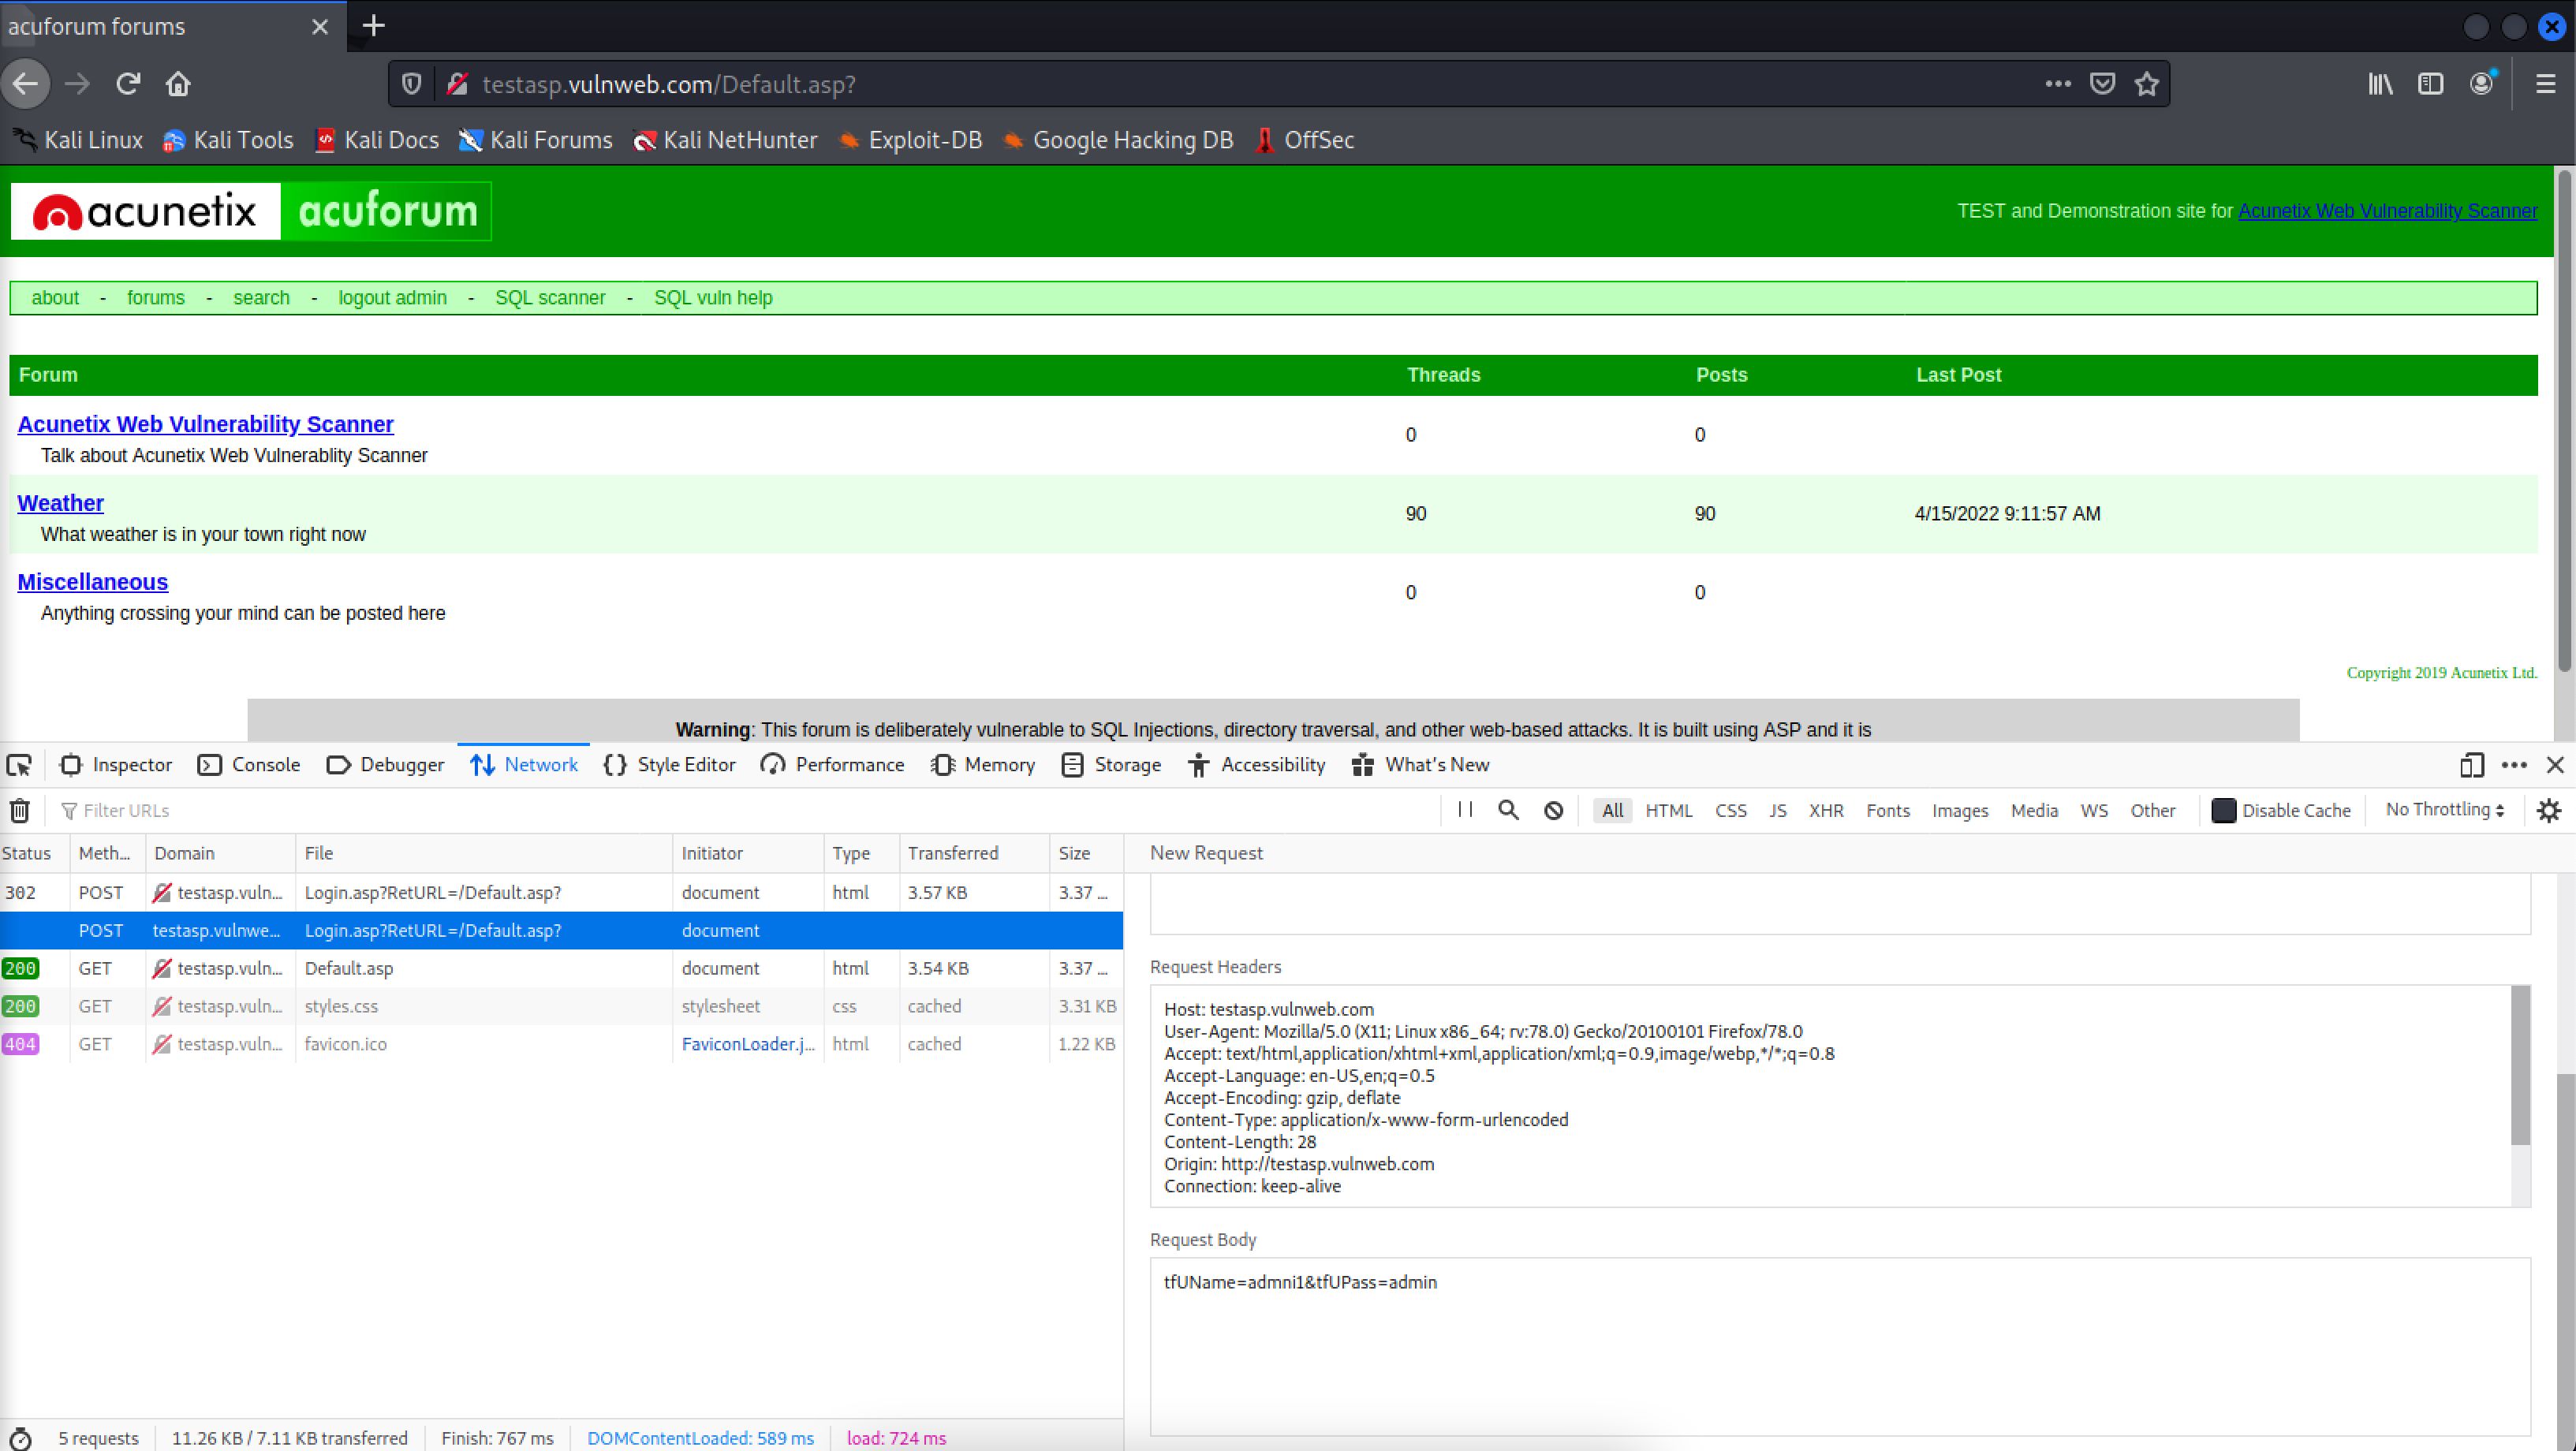 acuforum forums
testasp.vulnweb.com/Default.asp?
Kali Linux Kali Tools Kali Docs Kali Forums Kali NetHunter Exploit-DB Google Hacking DB OffSec
acunetix acuforum
TEST and Demonstration site for Acunetix Web Vulnerability Scanner
about - forums - search - logout admin - SQL scanner - SQL vuln help
Forum Threads Posts Last Post
Acunetix Web Vulnerability Scanner 0 0
Talk about Acunetix Web Vulnerablity Scanner
Weather 90 90 4/15/2022 9:11:57 AM
What weather is in your town right now
Miscellaneous 0 0
Anything crossing your mind can be posted here
Copyright 2019 Acunetix Ltd.
Warning: This forum is deliberately vulnerable to SQL Injections, directory traversal, and other web-based attacks. It is built using ASP and it is
Inspector Console Debugger Network Style Editor Performance Memory Storage Accessibility What's New
Filter URLs All HTML CSS JS XHR Fonts Images Media WS Other Disable Cache No Throttling
Status Meth... Domain File Initiator Type Transferred Size
302 POST testasp.vuln... Login.asp?RetURL=/Default.asp? document html 3.57 KB 3.37 ...
POST testasp.vulnwe... Login.asp?RetURL=/Default.asp? document
200 GET testasp.vuln... Default.asp document html 3.54 KB 3.37 ...
200 GET testasp.vuln... styles.css stylesheet css cached 3.31 KB
404 GET testasp.vuln... favicon.ico FaviconLoader.j... html cached 1.22 KB
New Request
Request Headers
Host: testasp.vulnweb.com
User-Agent: Mozilla/5.0 (X11; Linux x86_64; rv:78.0) Gecko/20100101 Firefox/78.0
Accept: text/html,application/xhtml+xml,application/xml;q=0.9,image/webp,*/*;q=0.8
Accept-Language: en-US,en;q=0.5
Accept-Encoding: gzip, deflate
Content-Type: application/x-www-form-urlencoded
Content-Length: 28
Origin: http://testasp.vulnweb.com
Connection: keep-alive
Request Body
tfUName=admni1&tfUPass=admin
5 requests 11.26 KB / 7.11 KB transferred Finish: 767 ms DOMContentLoaded: 589 ms load: 724 ms